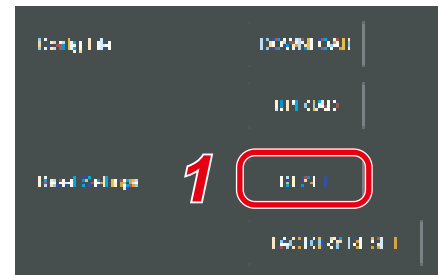 Config File DOWNLOAD
UPLOAD
Reset Settings 1 RESET
FACTORY RESET